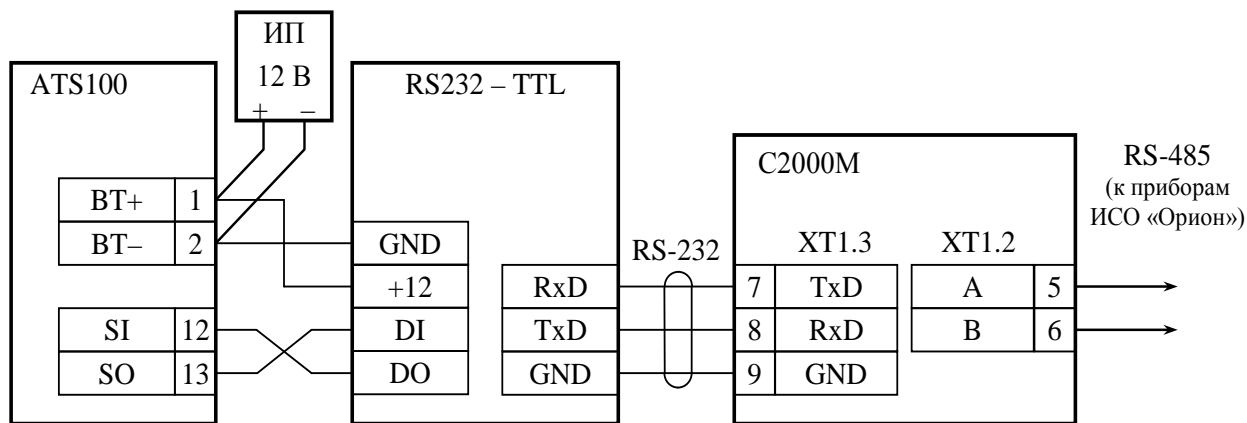 ИП
12 В
+ –
ATS100
BT+ 1
BT– 2
SI 12
SO 13
RS232 – TTL
GND
+12
DI
DO
RxD
TxD
GND
RS-232
C2000M
XT1.3
7 TxD
8 RxD
9 GND
XT1.2
A 5
B 6
RS-485
(к приборам
ИСО «Орион»)